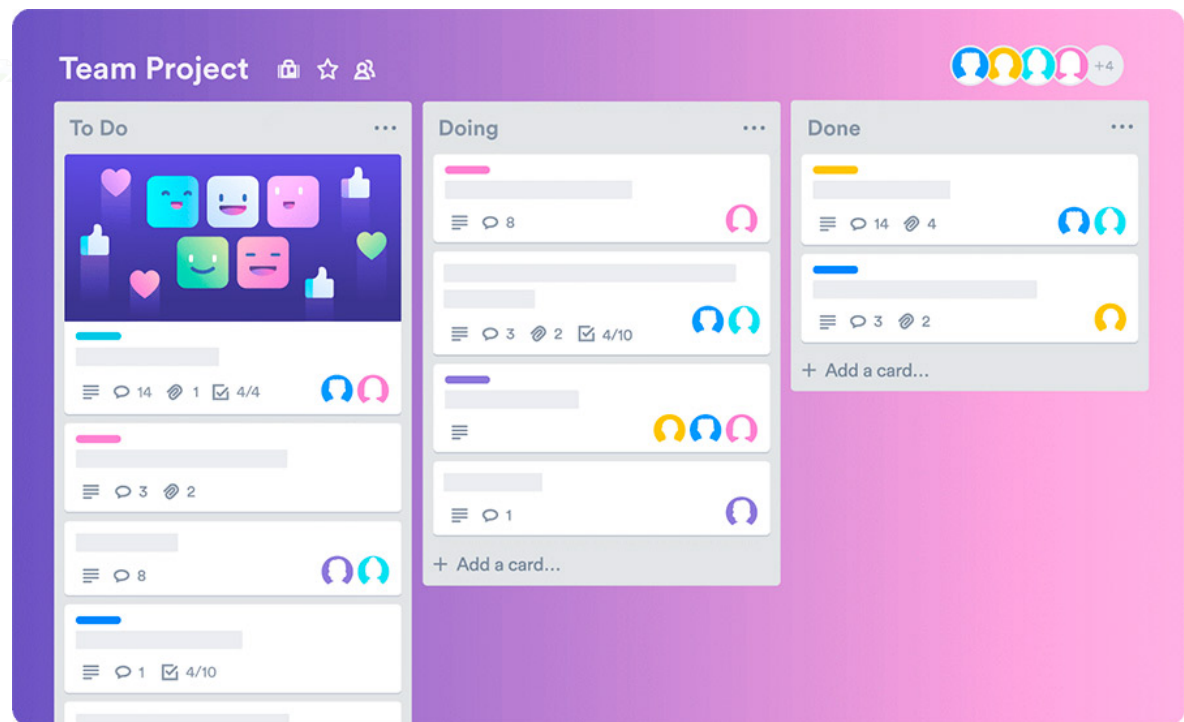 Team Project
+4
To Do
14 1 4/4
3 2
8
1 4/10
Doing
8
3 2 4/10
1
+ Add a card...
Done
14 4
3 2
+ Add a card...